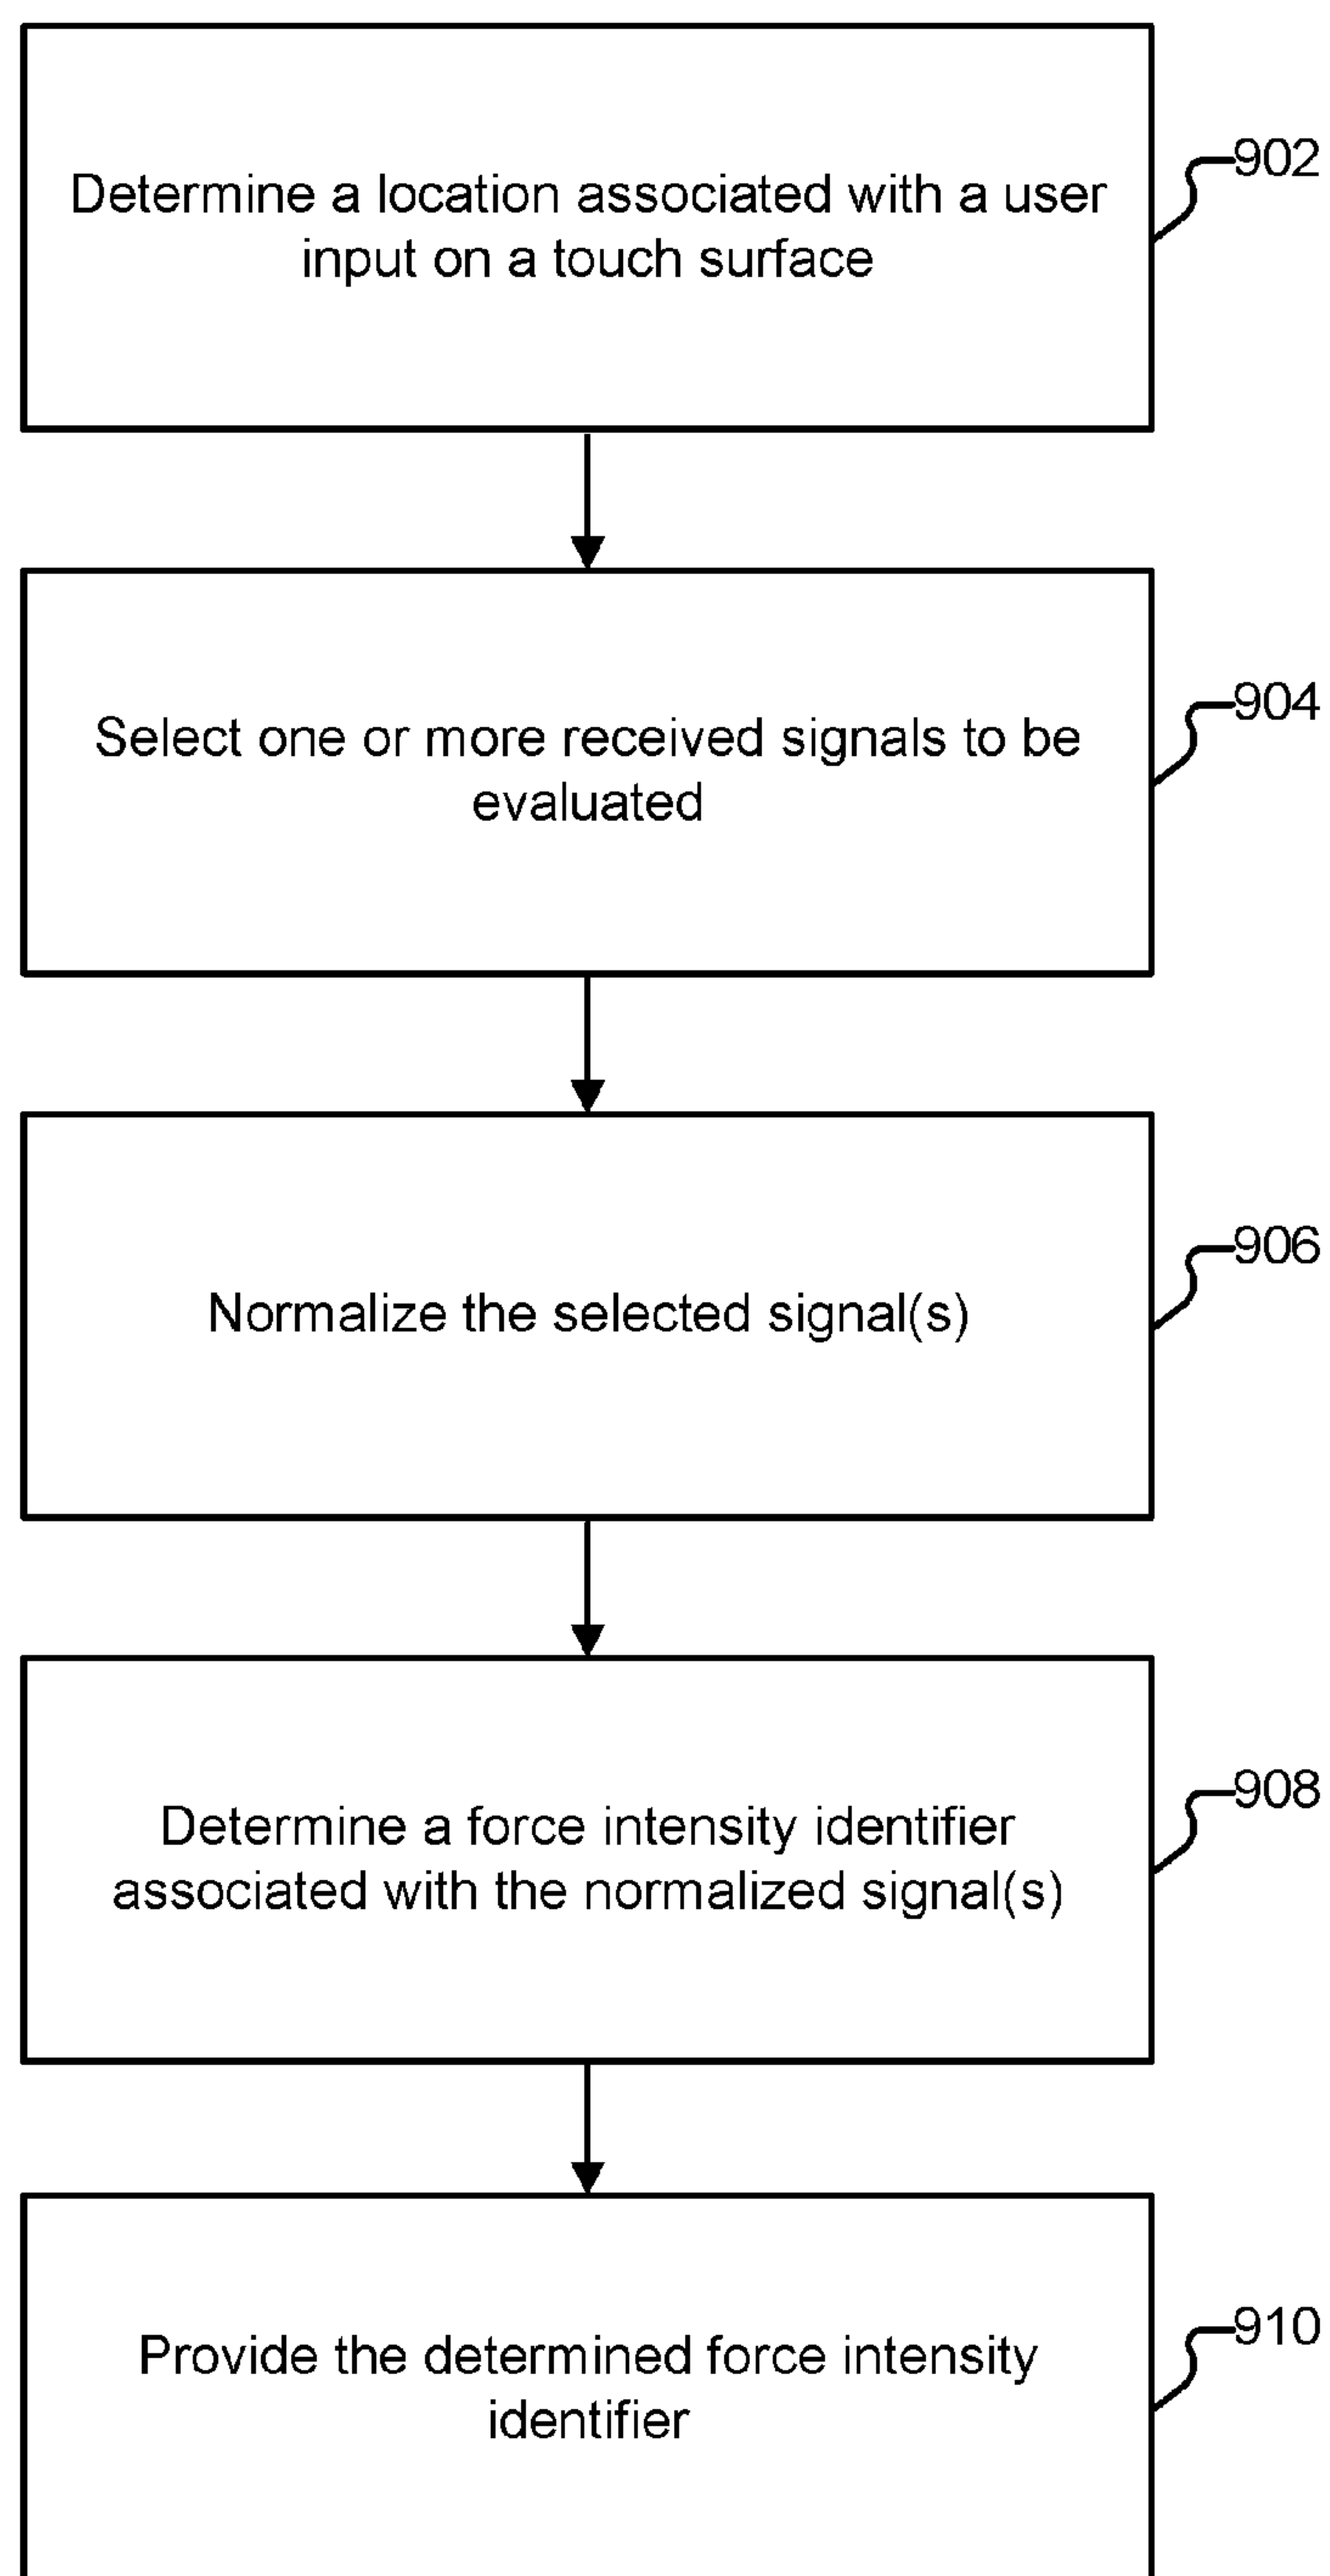 Determine a location associated with a user
input on a touch surface
902
Select one or more received signals to be
evaluated
904
Normalize the selected signal(s)
906
Determine a force intensity identifier
associated with the normalized signal(s)
908
Provide the determined force intensity
identifier
910